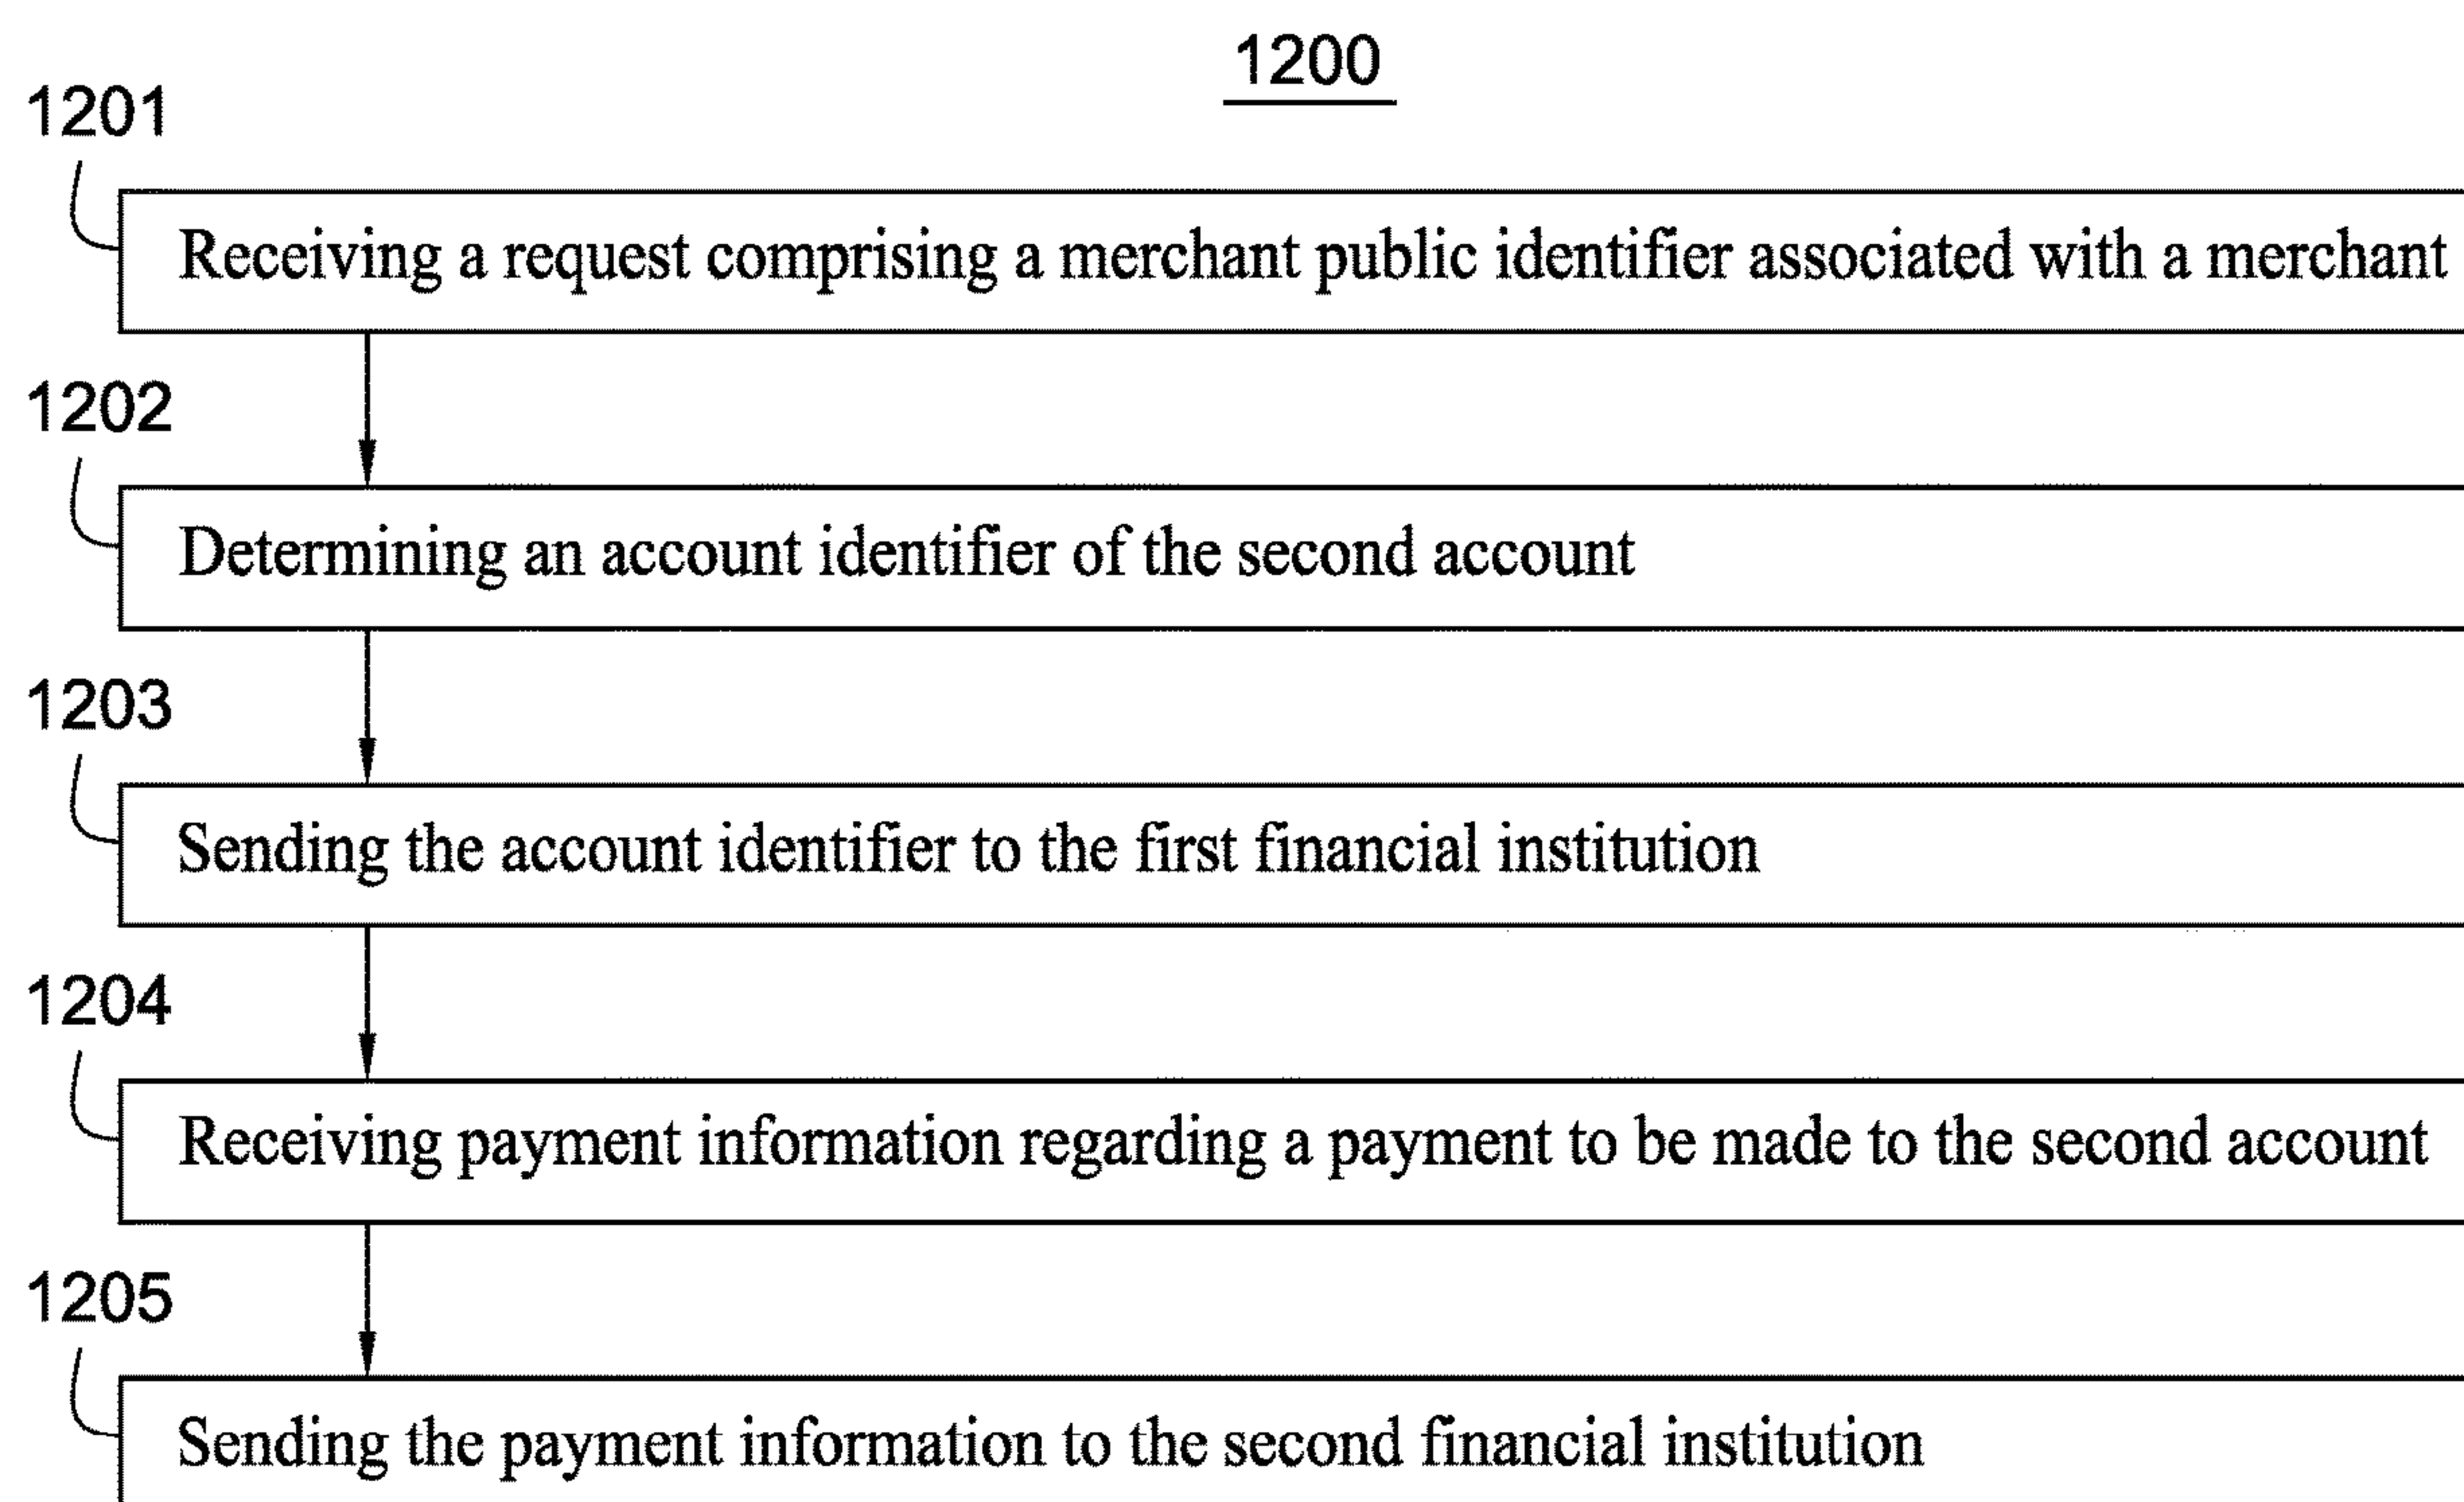 1200
1201
Receiving a request comprising a merchant public identifier associated with a merchant
1202
Determining an account identifier of the second account
1203
Sending the account identifier to the first financial institution
1204
Receiving payment information regarding a payment to be made to the second account
1205
Sending the payment information to the second financial institution